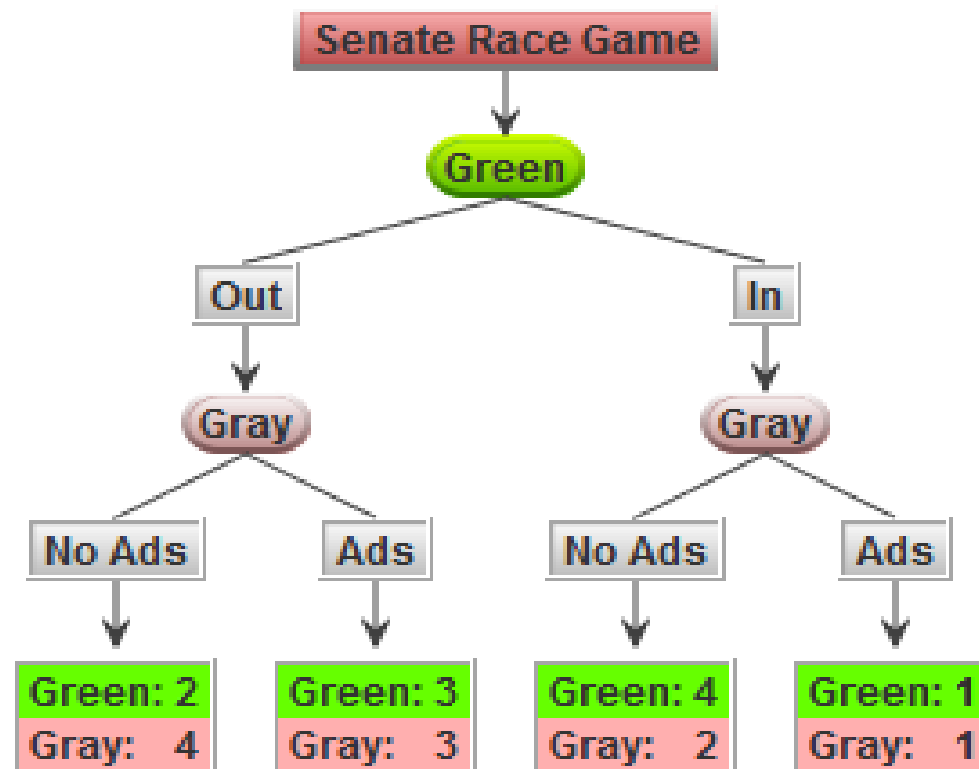 Senate Race Game
Green
Out In
Gray Gray
No Ads Ads No Ads Ads
Green: 2 Green: 3 Green: 4 Green: 1
Gray: 4 Gray: 3 Gray: 2 Gray: 1